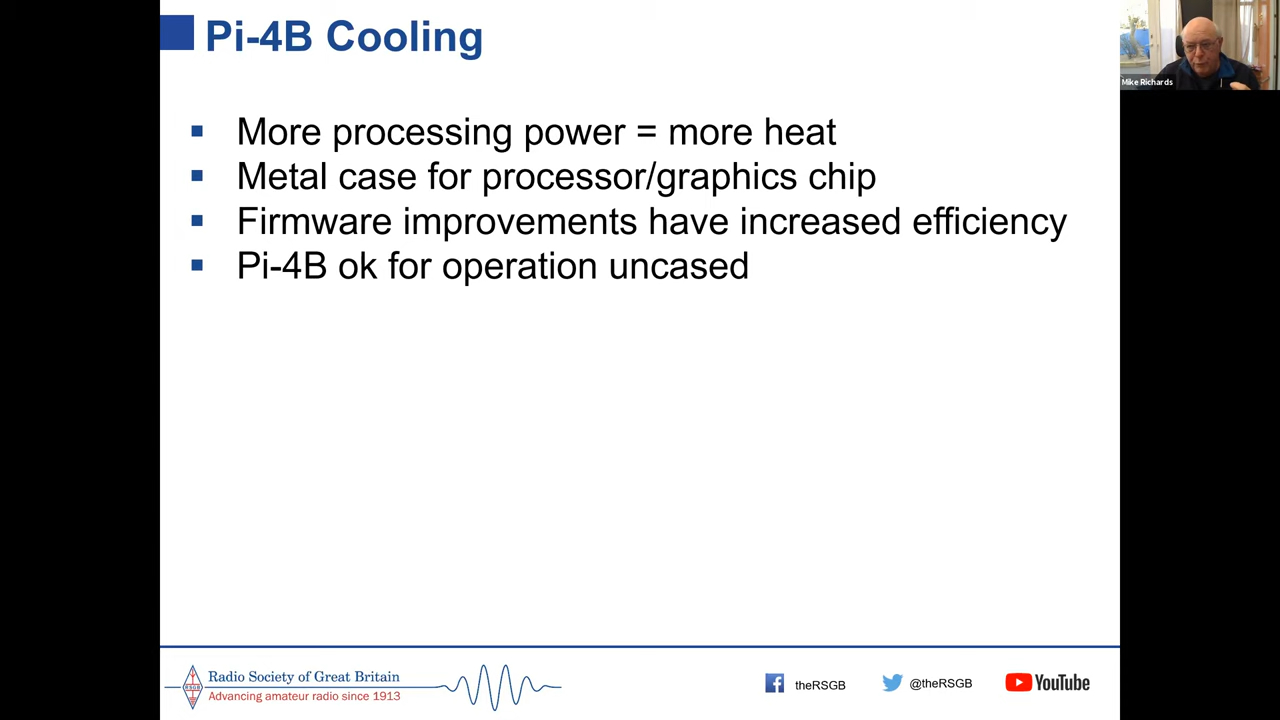 Pi-4B Cooling
More processing power = more heat
Metal case for processor/graphics chip
Firmware improvements have increased efficiency
Pi-4B ok for operation uncased
Mike Richards
RSGB
Radio Society of Great Britain
Advancing amateur radio since 1913
theRSGB
@theRSGB
YouTube